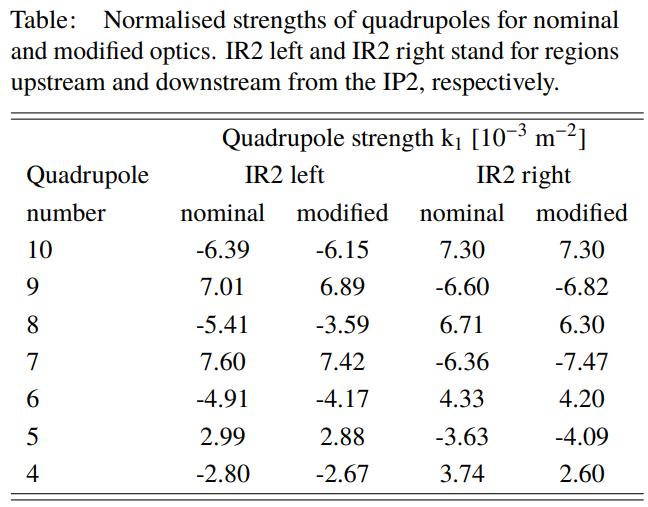 Table: Normalised strengths of quadrupoles for nominal
and modified optics. IR2 left and IR2 right stand for regions
upstream and downstream from the IP2, respectively.
Quadrupole strength k₁ [10⁻³ m⁻²]
Quadrupole IR2 left IR2 right
number nominal modified nominal modified
10 -6.39 -6.15 7.30 7.30
9 7.01 6.89 -6.60 -6.82
8 -5.41 -3.59 6.71 6.30
7 7.60 7.42 -6.36 -7.47
6 -4.91 -4.17 4.33 4.20
5 2.99 2.88 -3.63 -4.09
4 -2.80 -2.67 3.74 2.60